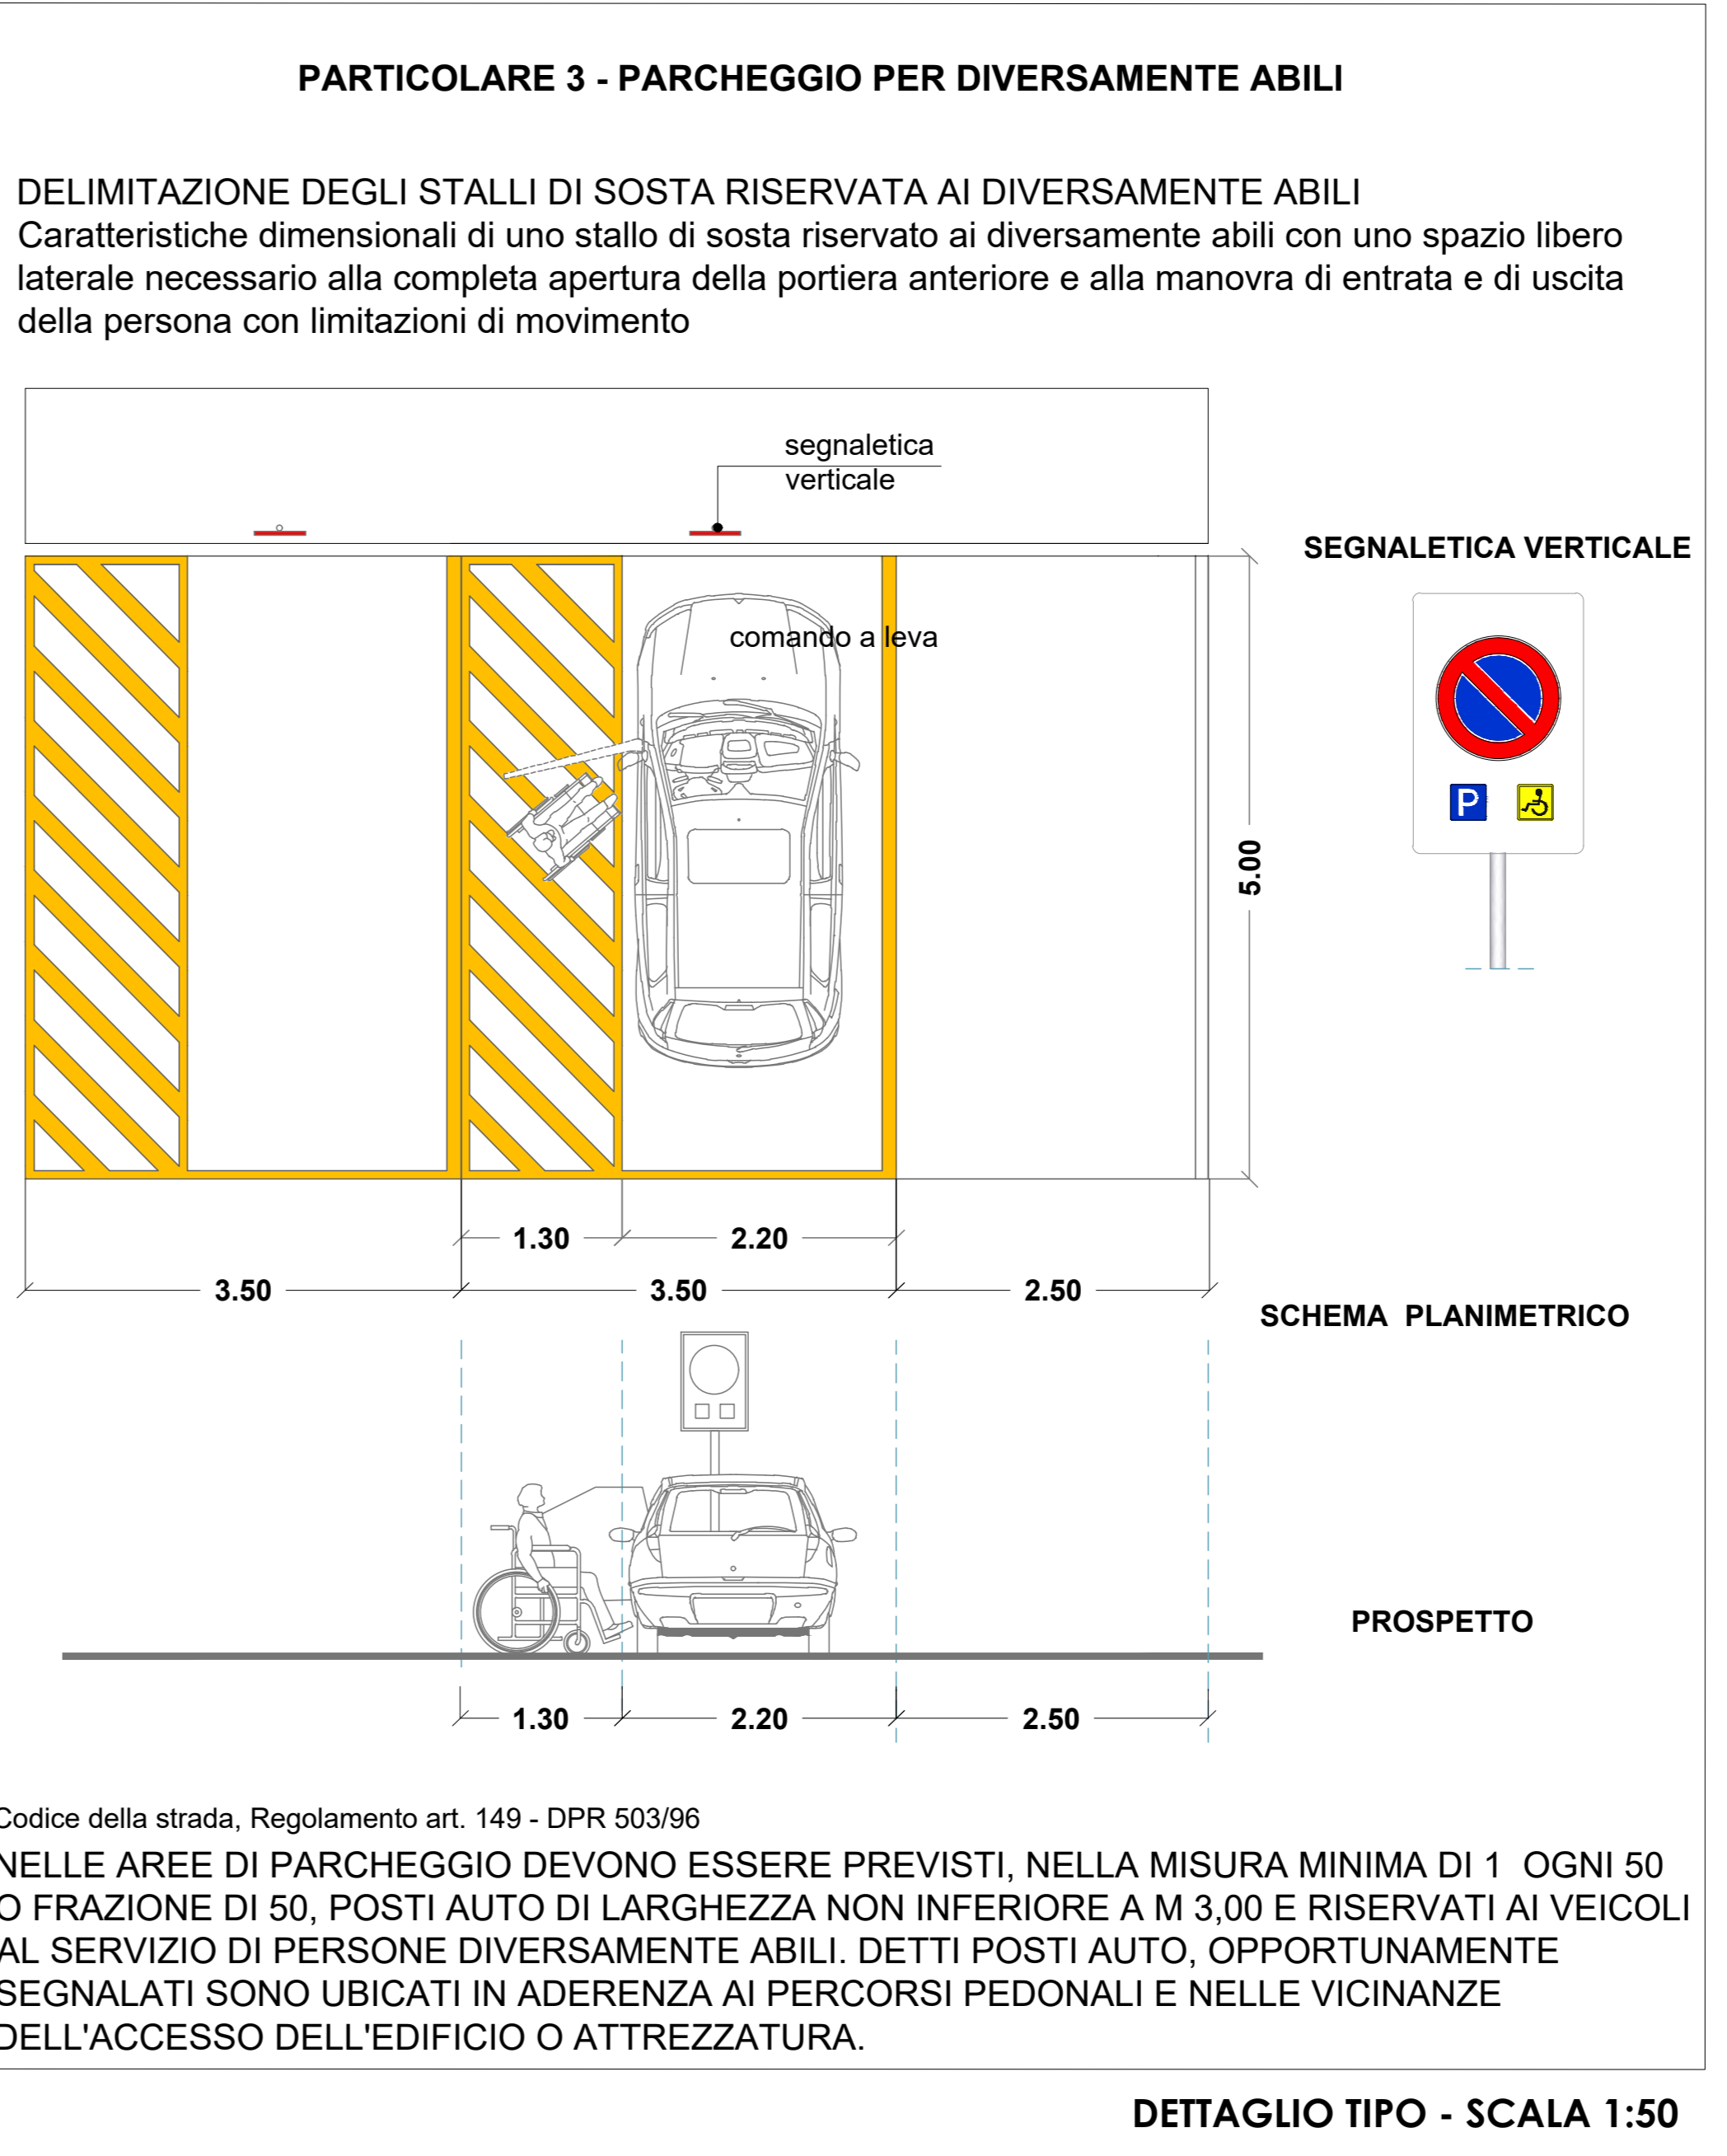 PARTICOLARE 3 - PARCHEGGIO PER DIVERSAMENTE ABILI
DELIMITAZIONE DEGLI STALLI DI SOSTA RISERVATA AI DIVERSAMENTE ABILI
Caratteristiche dimensionali di uno stallo di sosta riservato ai diversamente abili con uno spazio libero
laterale necessario alla completa apertura della portiera anteriore e alla manovra di entrata e di uscita
della persona con limitazioni di movimento
segnaletica
verticale
SEGNALETICA VERTICALE
comando a leva
P
5.00
1.30
2.20
3.50
3.50
2.50
SCHEMA PLANIMETRICO
PROSPETTO
1.30
2.20
2.50
Codice della strada, Regolamento art. 149 - DPR 503/96
NELLE AREE DI PARCHEGGIO DEVONO ESSERE PREVISTI, NELLA MISURA MINIMA DI 1 OGNI 50
O FRAZIONE DI 50, POSTI AUTO DI LARGHEZZA NON INFERIORE A M 3,00 E RISERVATI AI VEICOLI
AL SERVIZIO DI PERSONE DIVERSAMENTE ABILI. DETTI POSTI AUTO, OPPORTUNAMENTE
SEGNALATI SONO UBICATI IN ADERENZA AI PERCORSI PEDONALI E NELLE VICINANZE
DELL'ACCESSO DELL'EDIFICIO O ATTREZZATURA.
DETTAGLIO TIPO - SCALA 1:50